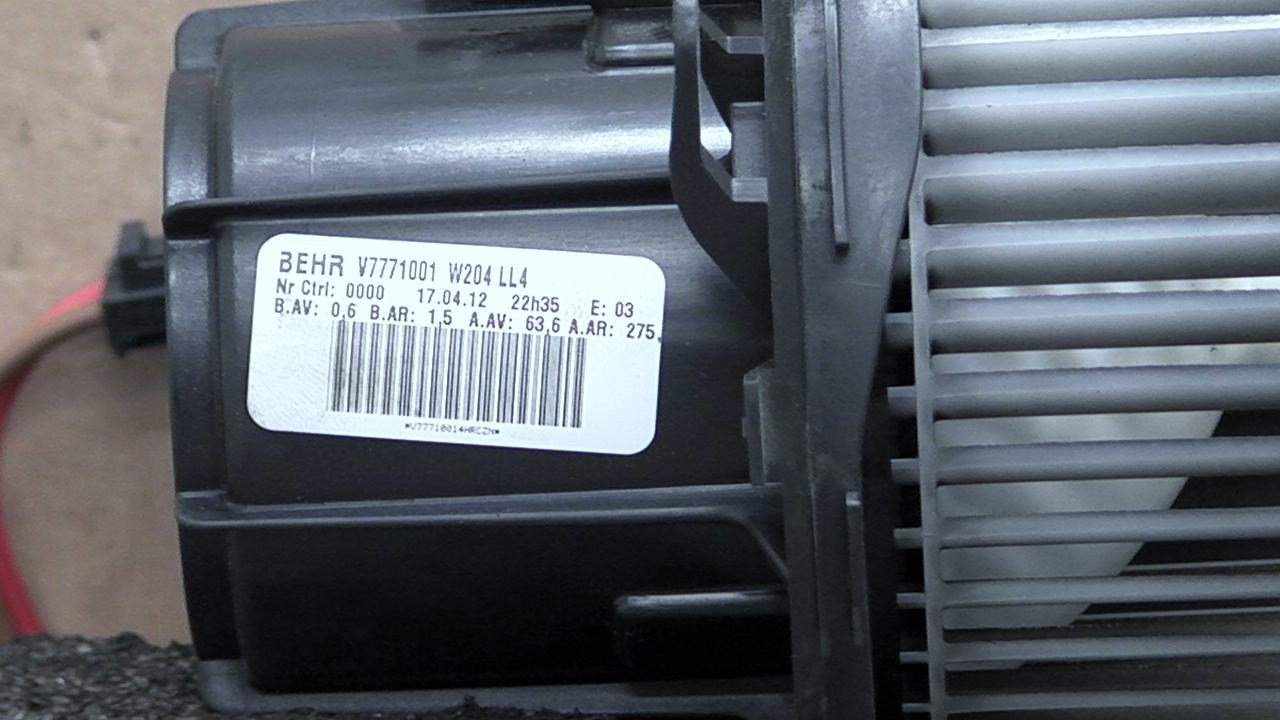 BEHR V7771001 W204 LL4
Nr Ctrl: 0000 17.04.12 22h35 E: 03
B.AV: 0,6 B.AR: 1,5 A.AV: 63,6 A.AR: 275,
*V77710014HRCZN*